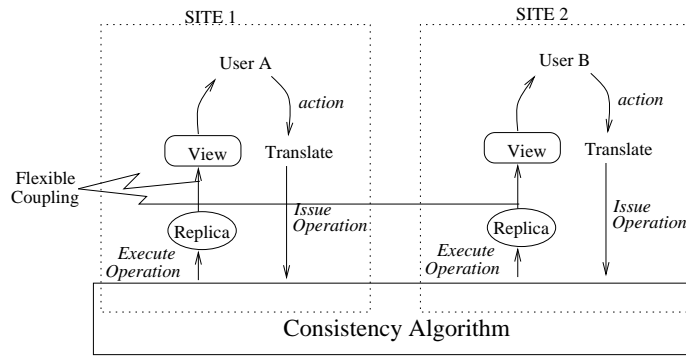 SITE 1
SITE 2
User A
User B
action
action
View
Translate
View
Translate
Flexible
Coupling
Issue
Operation
Issue
Operation
Replica
Replica
Execute
Operation
Execute
Operation
Consistency Algorithm